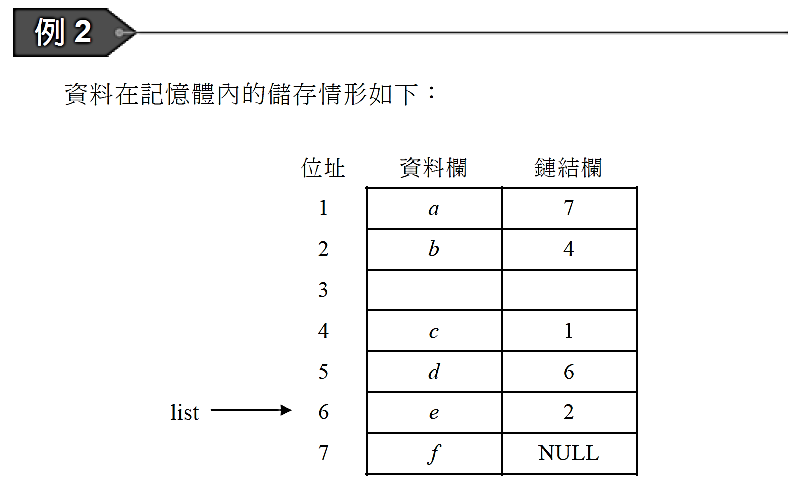 例 2
資料在記憶體內的儲存情形如下：
位址 資料欄 鏈結欄
1 a 7
2 b 4
3
4 c 1
5 d 6
list 6 e 2
7 f NULL